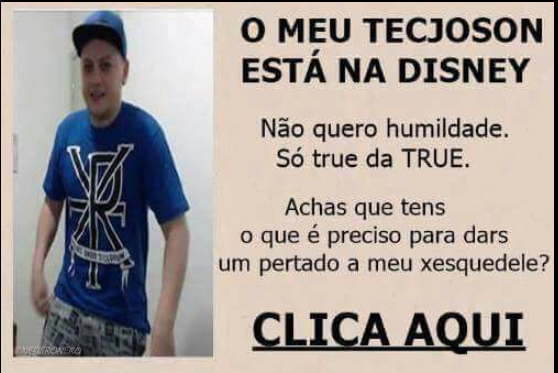 O MEU TECJOSON
ESTÁ NA DISNEY
Não quero humildade.
Só true da TRUE.
Achas que tens
o que é preciso para dars
um pertado a meu xesquedele?
CLICA AQUI